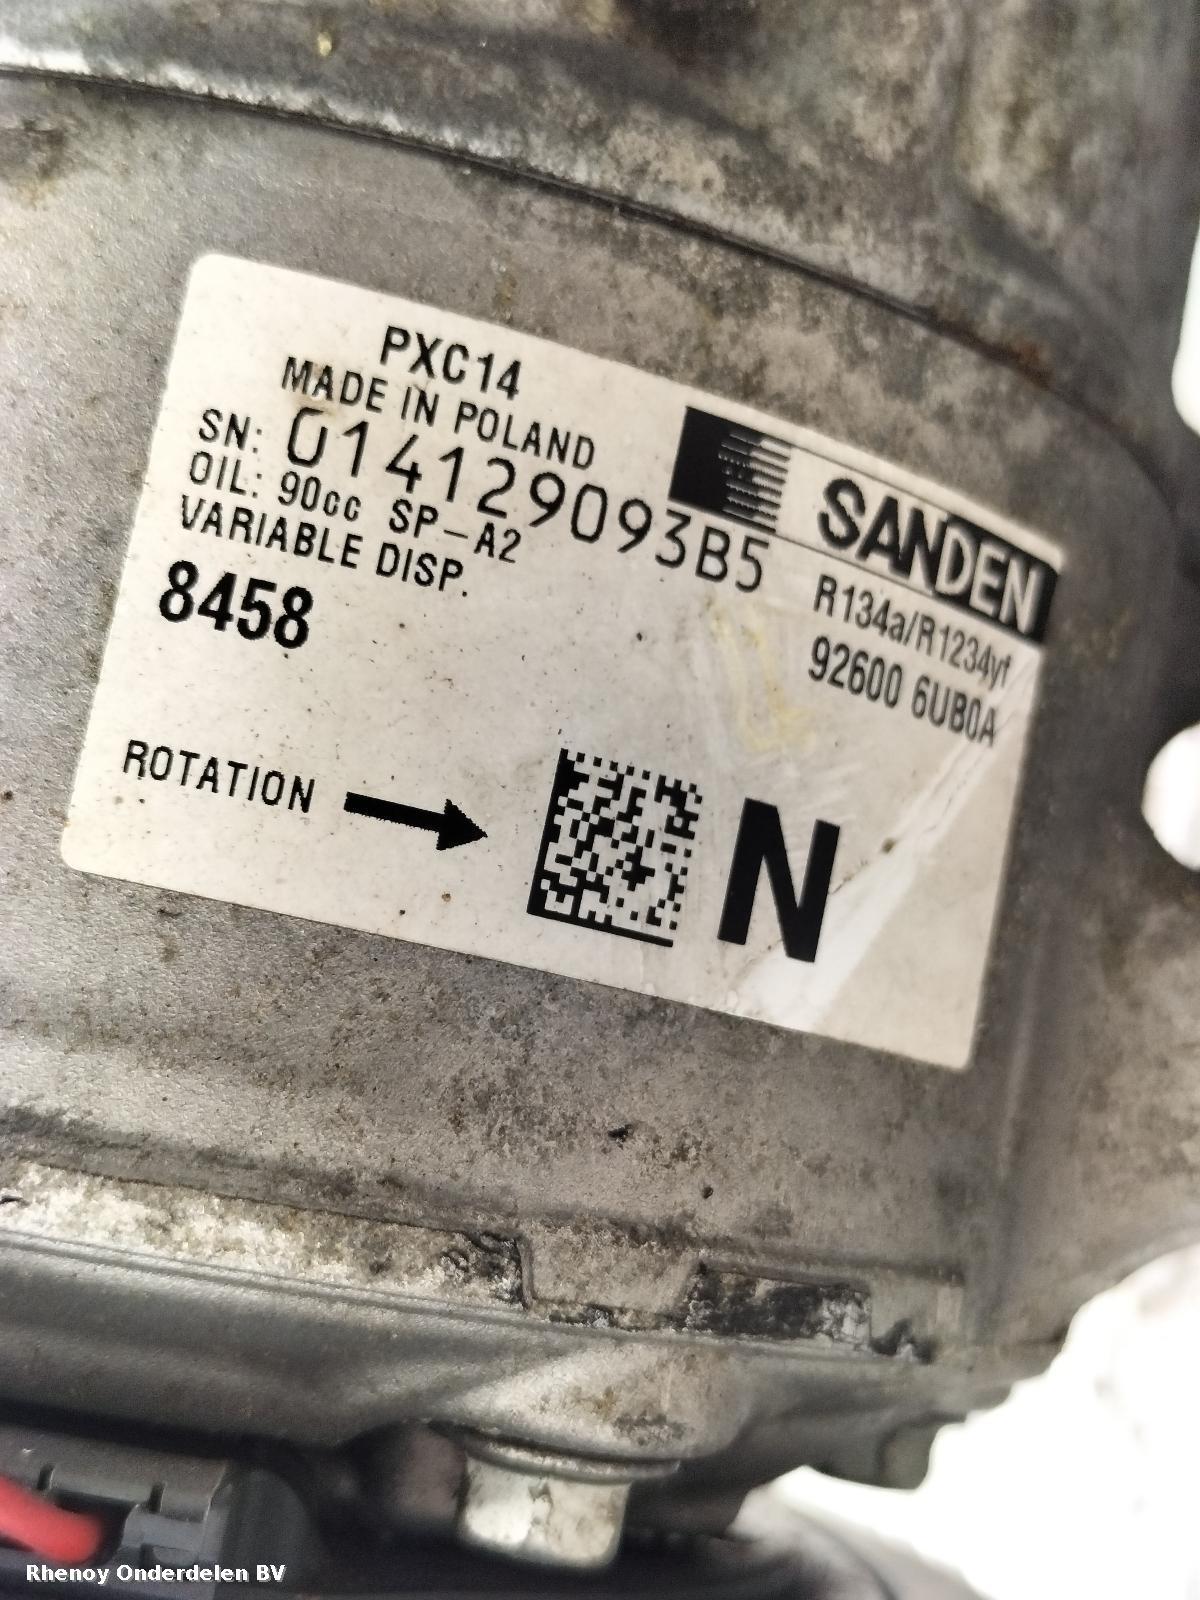 PXC14
MADE IN POLAND
SN: 014129093B5
OIL: 90cc SP-A2
VARIABLE DISP.
8458
SANDEN
R134a/R1234yf
92600 6UB0A
ROTATION
N
Rhenoy Onderdelen BV